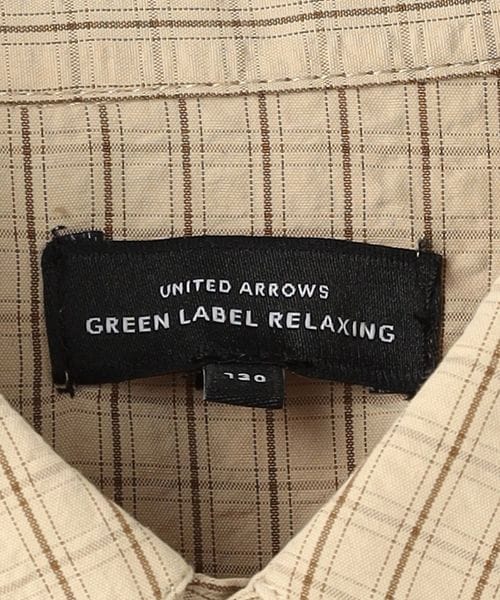 UNITED ARROWS
GREEN LABEL RELAXING
130